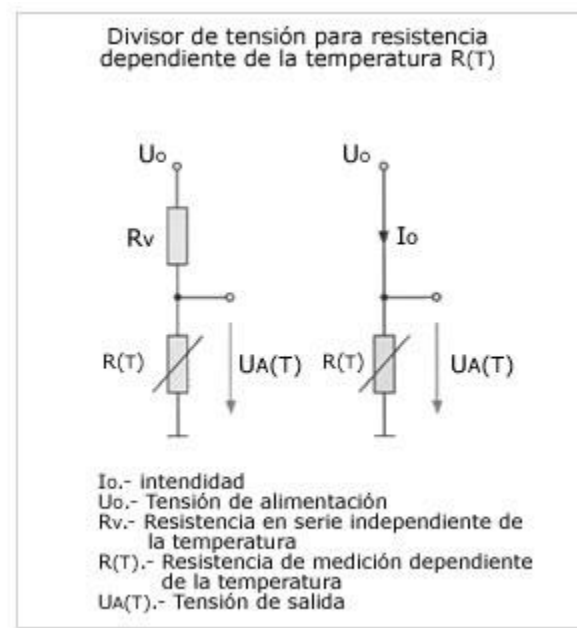 Divisor de tensión para resistencia
dependiente de la temperatura R(T)
Uo
Uo
Rv
Io
R(T)
UA(T)
R(T)
UA(T)
Io.- intendidad
Uo.- Tensión de alimentación
Rv.- Resistencia en serie independiente de
la temperatura
R(T).- Resistencia de medición dependiente
de la temperatura
UA(T).- Tensión de salida